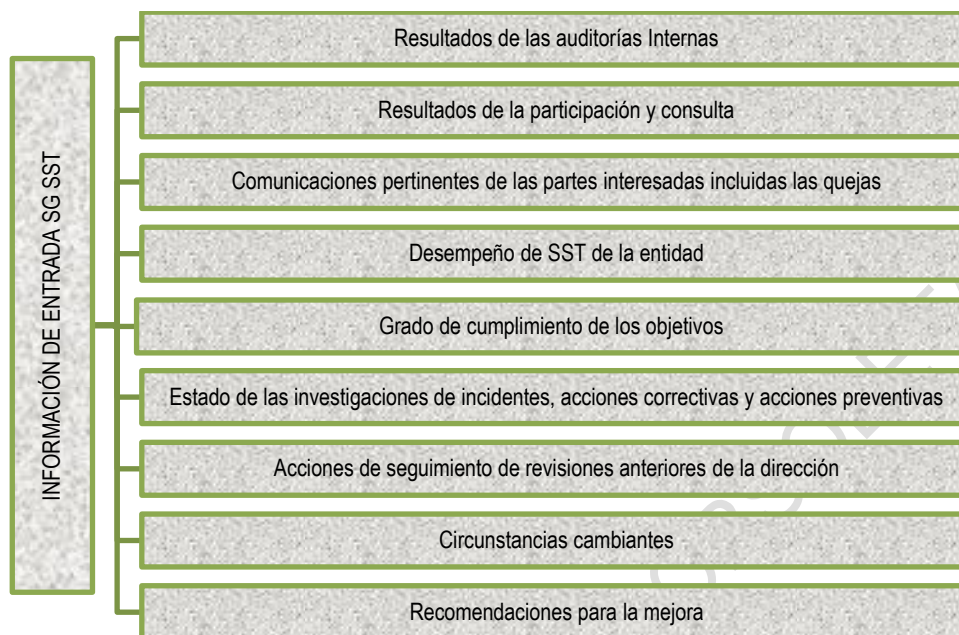 INFORMACIÓN DE ENTRADA SG SST
Resultados de las auditorías Internas
Resultados de la participación y consulta
Comunicaciones pertinentes de las partes interesadas incluidas las quejas
Desempeño de SST de la entidad
Grado de cumplimiento de los objetivos
Estado de las investigaciones de incidentes, acciones correctivas y acciones preventivas
Acciones de seguimiento de revisiones anteriores de la dirección
Circunstancias cambiantes
Recomendaciones para la mejora